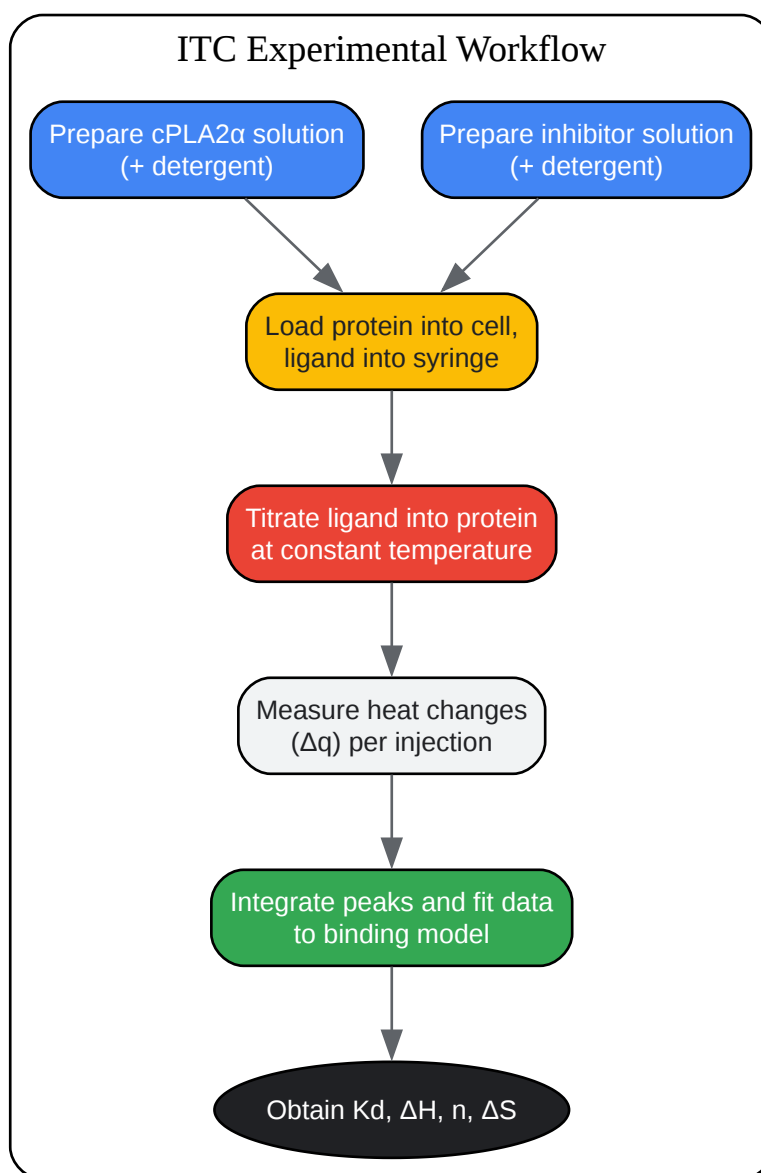 ITC Experimental Workflow
Prepare cPLA2α solution
(+ detergent)
Prepare inhibitor solution
(+ detergent)
Load protein into cell,
ligand into syringe
Titrate ligand into protein
at constant temperature
Measure heat changes
(Δq) per injection
Integrate peaks and fit data
to binding model
Obtain Kd, ΔH, n, ΔS